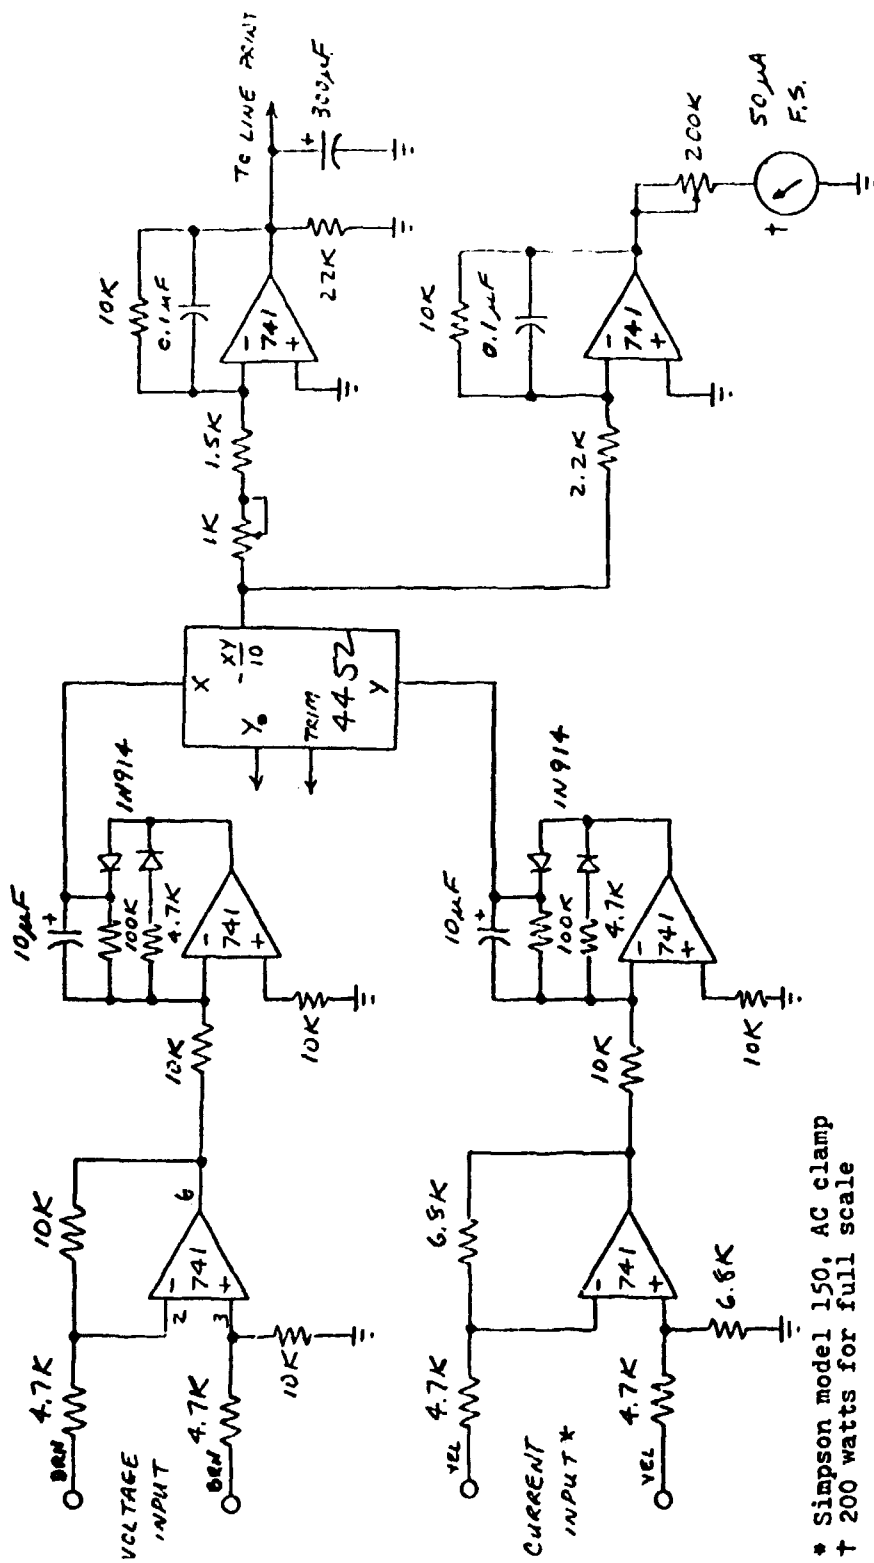 VOLTAGE
INPUT
BRN
4.7K
BRN
4.7K
10K
10K
2
3
-
741
+
6
10K
10K
10µF
+
100K
4.7K
1N914
-
741
+
CURRENT
INPUT*
YEL
4.7K
YEL
4.7K
6.8K
6.8K
-
741
+
10K
10K
10µF
+
100K
4.7K
1N914
-
741
+
X
-XY/10
Yo
TRIM
4452
Y
1K
1.5K
10K
0.1µF
-
741
+
22K
TO LINE PRINT
+
300µF
2.2K
10K
0.1µF
-
741
+
200K
†
50µA
F.S.
* Simpson model 150, AC clamp
† 200 watts for full scale